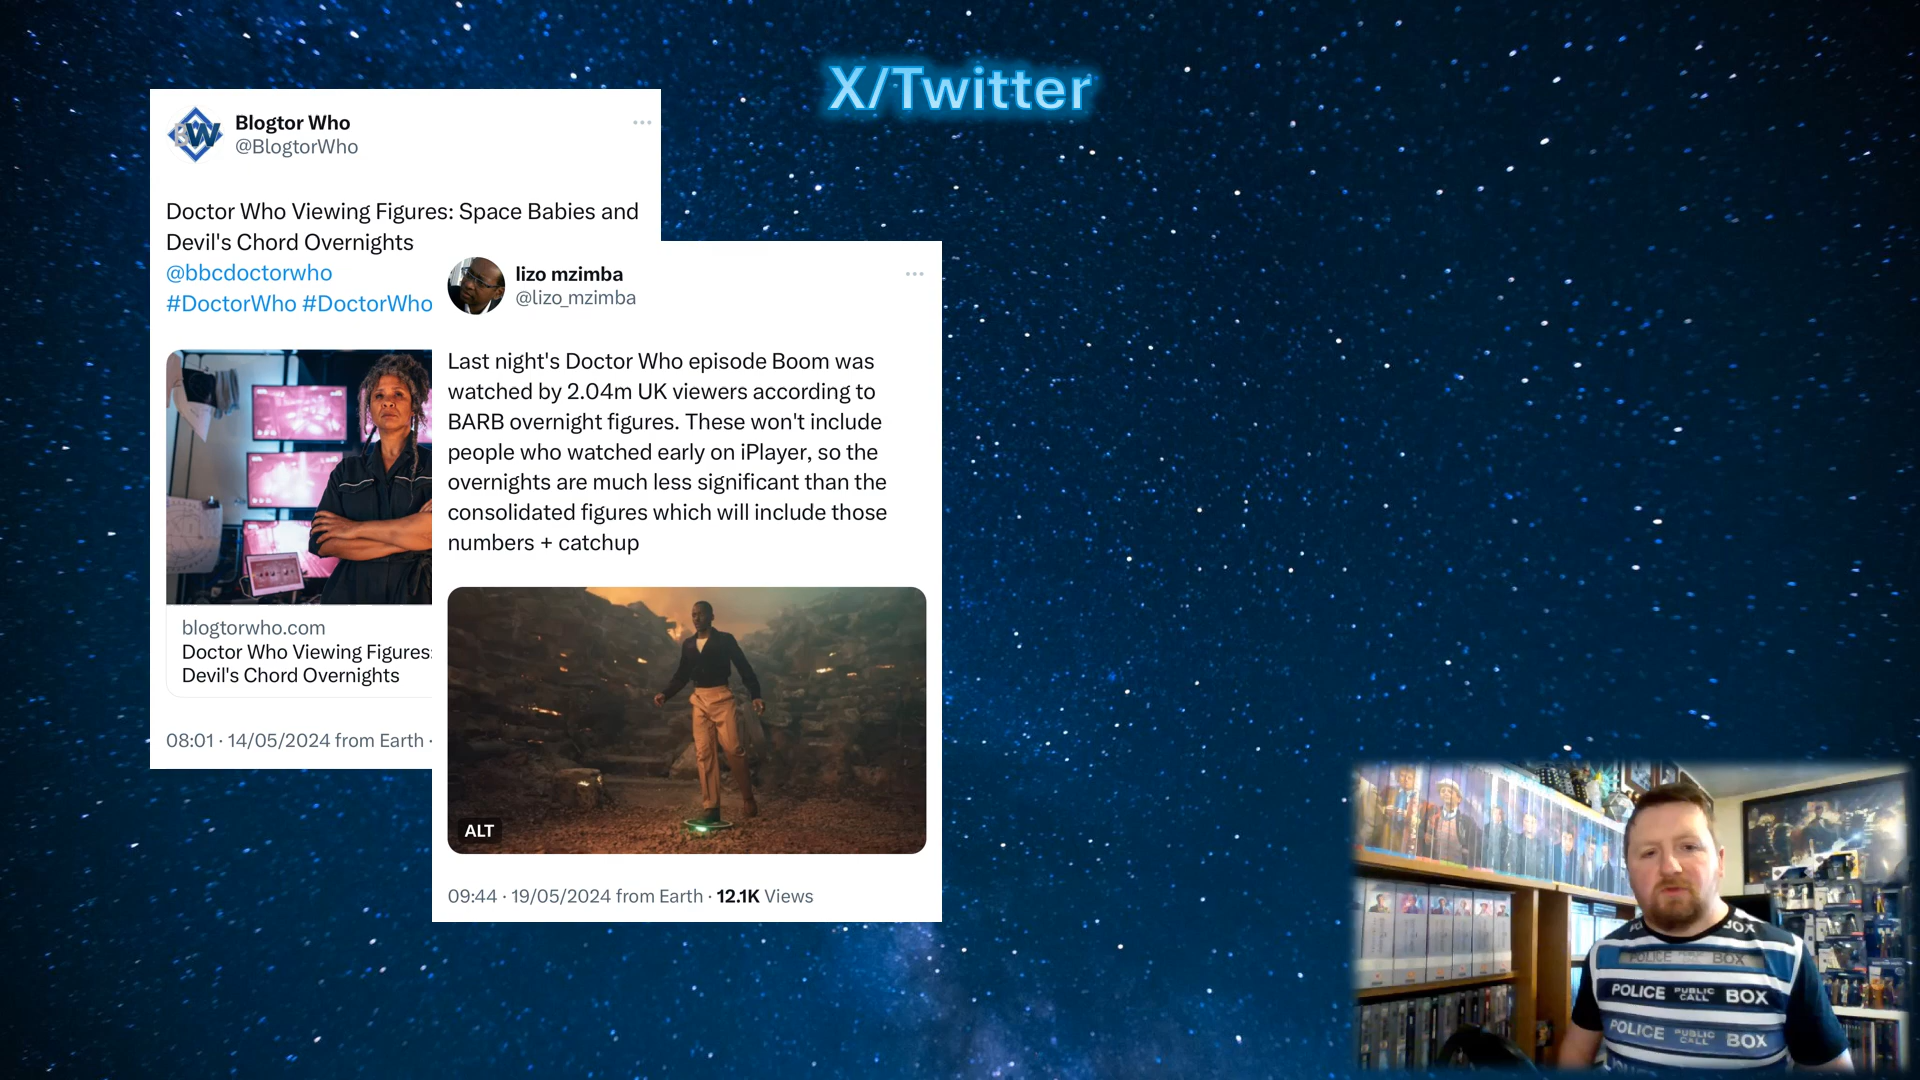 X/Twitter
Blogtor Who
@BlogtorWho
Doctor Who Viewing Figures: Space Babies and
Devil's Chord Overnights
@bbcdoctorwho
#DoctorWho #DoctorWho
blogtorwho.com
Doctor Who Viewing Figures:
Devil's Chord Overnights
08:01 · 14/05/2024 from Earth ·
lizo mzimba
@lizo_mzimba
Last night's Doctor Who episode Boom was
watched by 2.04m UK viewers according to
BARB overnight figures. These won't include
people who watched early on iPlayer, so the
overnights are much less significant than the
consolidated figures which will include those
numbers + catchup
ALT
09:44 · 19/05/2024 from Earth · 12.1K Views
POLICE BOX
POLICE PUBLIC CALL BOX
POLICE PUBLIC CALL BOX